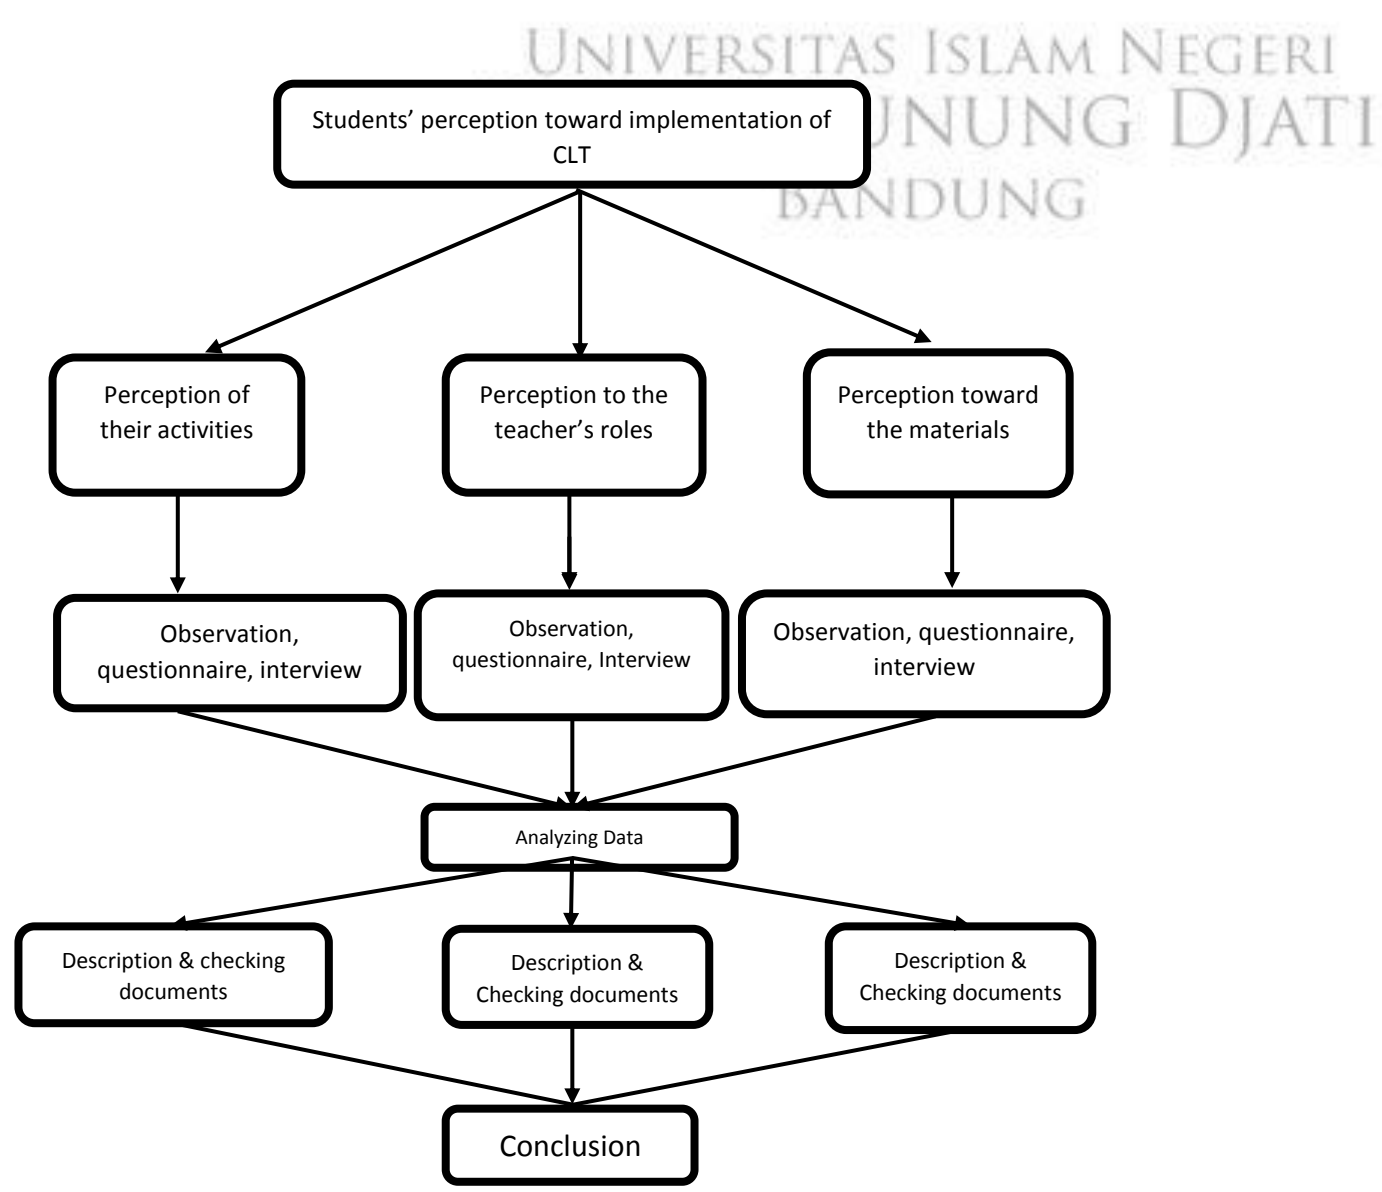 UNIVERSITAS ISLAM NEGERI
DJATI
BANDUNG
Students’ perception toward implementation of
CLT
Perception of
their activities
Perception to the
teacher’s roles
Perception toward
the materials
Observation,
questionnaire, interview
Observation,
questionnaire, Interview
Observation, questionnaire,
interview
Analyzing Data
Description & checking
documents
Description &
Checking documents
Description &
Checking documents
Conclusion